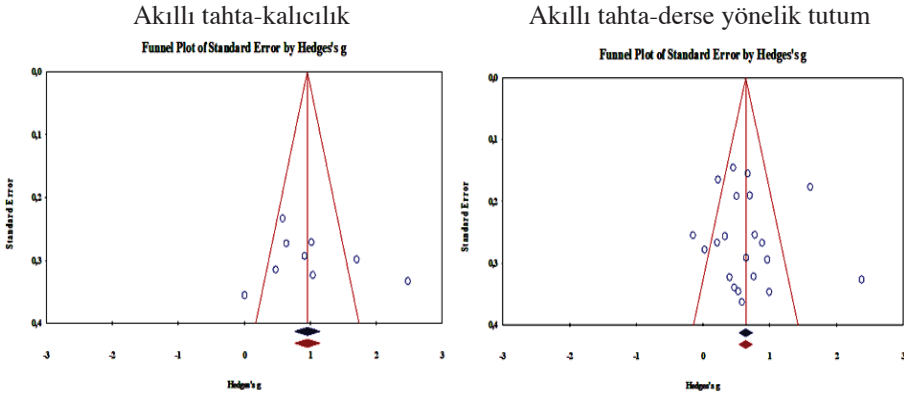 Akıllı tahta-kalıcılık
Funnel Plot of Standard Error by Hedges's g
0,0
0,1
0,2
0,3
0,4
Standard Error
-3 -2 -1 0 1 2 3
Hedges's g
Akıllı tahta-derse yönelik tutum
Funnel Plot of Standard Error by Hedges's g
0,0
0,1
0,2
0,3
0,4
Standard Error
-3 -2 -1 0 1 2 3
Hedges's g